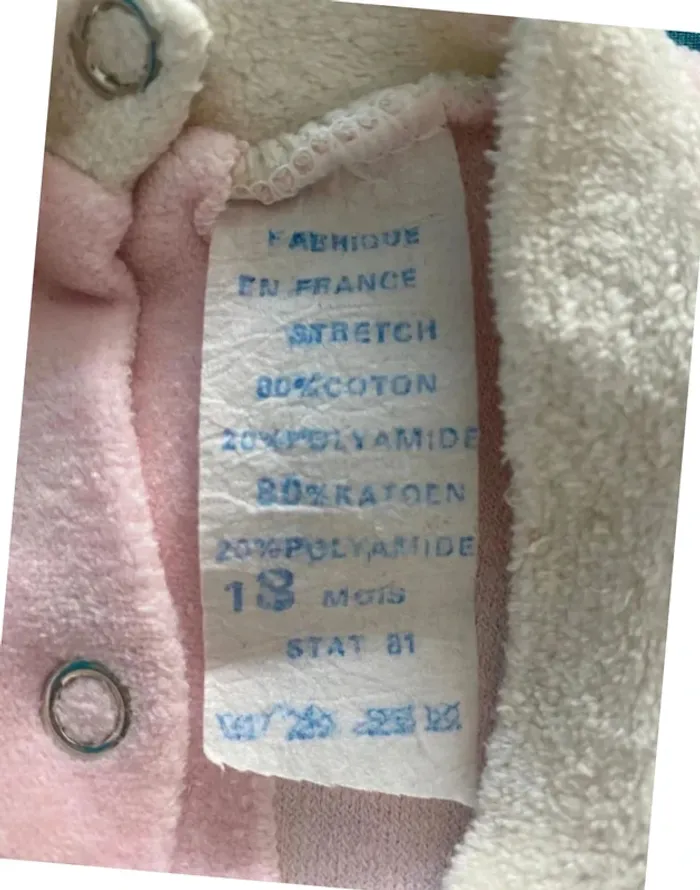 FABRIQUE
EN FRANCE
STRETCH
80%COTON
20%POLYAMIDE
80%KATOEN
20%POLYAMIDE
18 MOIS
STAT 81